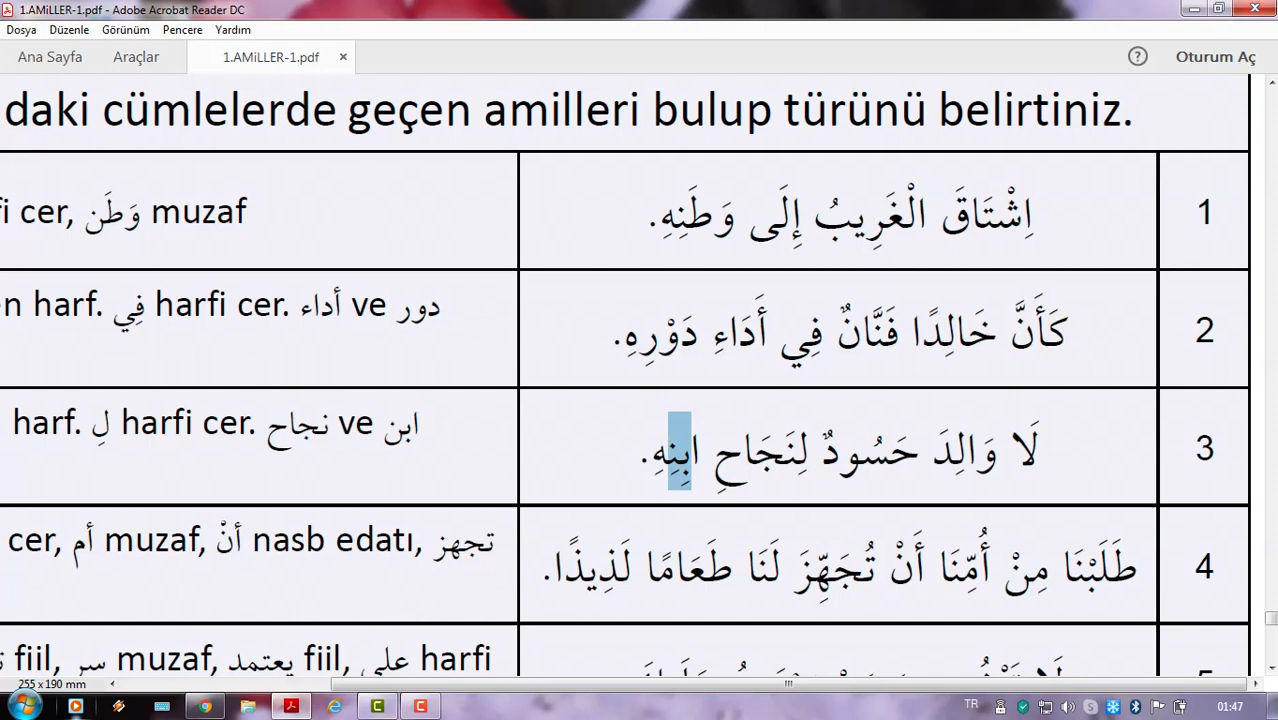 1.AMiLLER-1.pdf - Adobe Acrobat Reader DC
Dosya Düzenle Görünüm Pencere Yardım
Ana Sayfa Araçlar 1.AMiLLER-1.pdf × ? Oturum Aç
daki cümlelerde geçen amilleri bulup türünü belirtiniz.
1 اِشْتَاقَ الْغَرِيبُ إِلَى وَطَنِهِ.
fi cer, وَطَن muzaf
2 كَأَنَّ خَالِدًا فَنَّانٌ فِي أَدَاءِ دَوْرِهِ.
en harf. فِي harfi cer. أداء ve دور
3 لَا وَالِدَ حَسُودٌ لِنَجَاحِ ابِنِهِ.
harf. لِ harfi cer. نجاح ve ابن
4 طَلَبْنَا مِنْ أُمِّنَا أَنْ تُجَهِّزَ لَنَا طَعَامًا لَذِيذًا.
cer, أم muzaf, أنْ nasb edatı, تجهز
5
fiil, سر muzaf, يعتمد fiil, على harfi
255 x 190 mm
TR 01:47